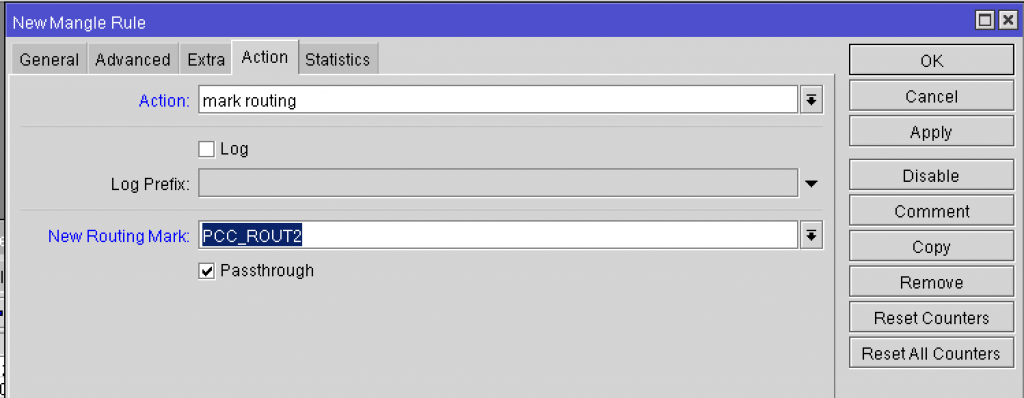 New Mangle Rule
General Advanced Extra Action Statistics
Action: mark routing
Log
Log Prefix:
New Routing Mark: PCC_ROUT2
Passthrough
OK
Cancel
Apply
Disable
Comment
Copy
Remove
Reset Counters
Reset All Counters